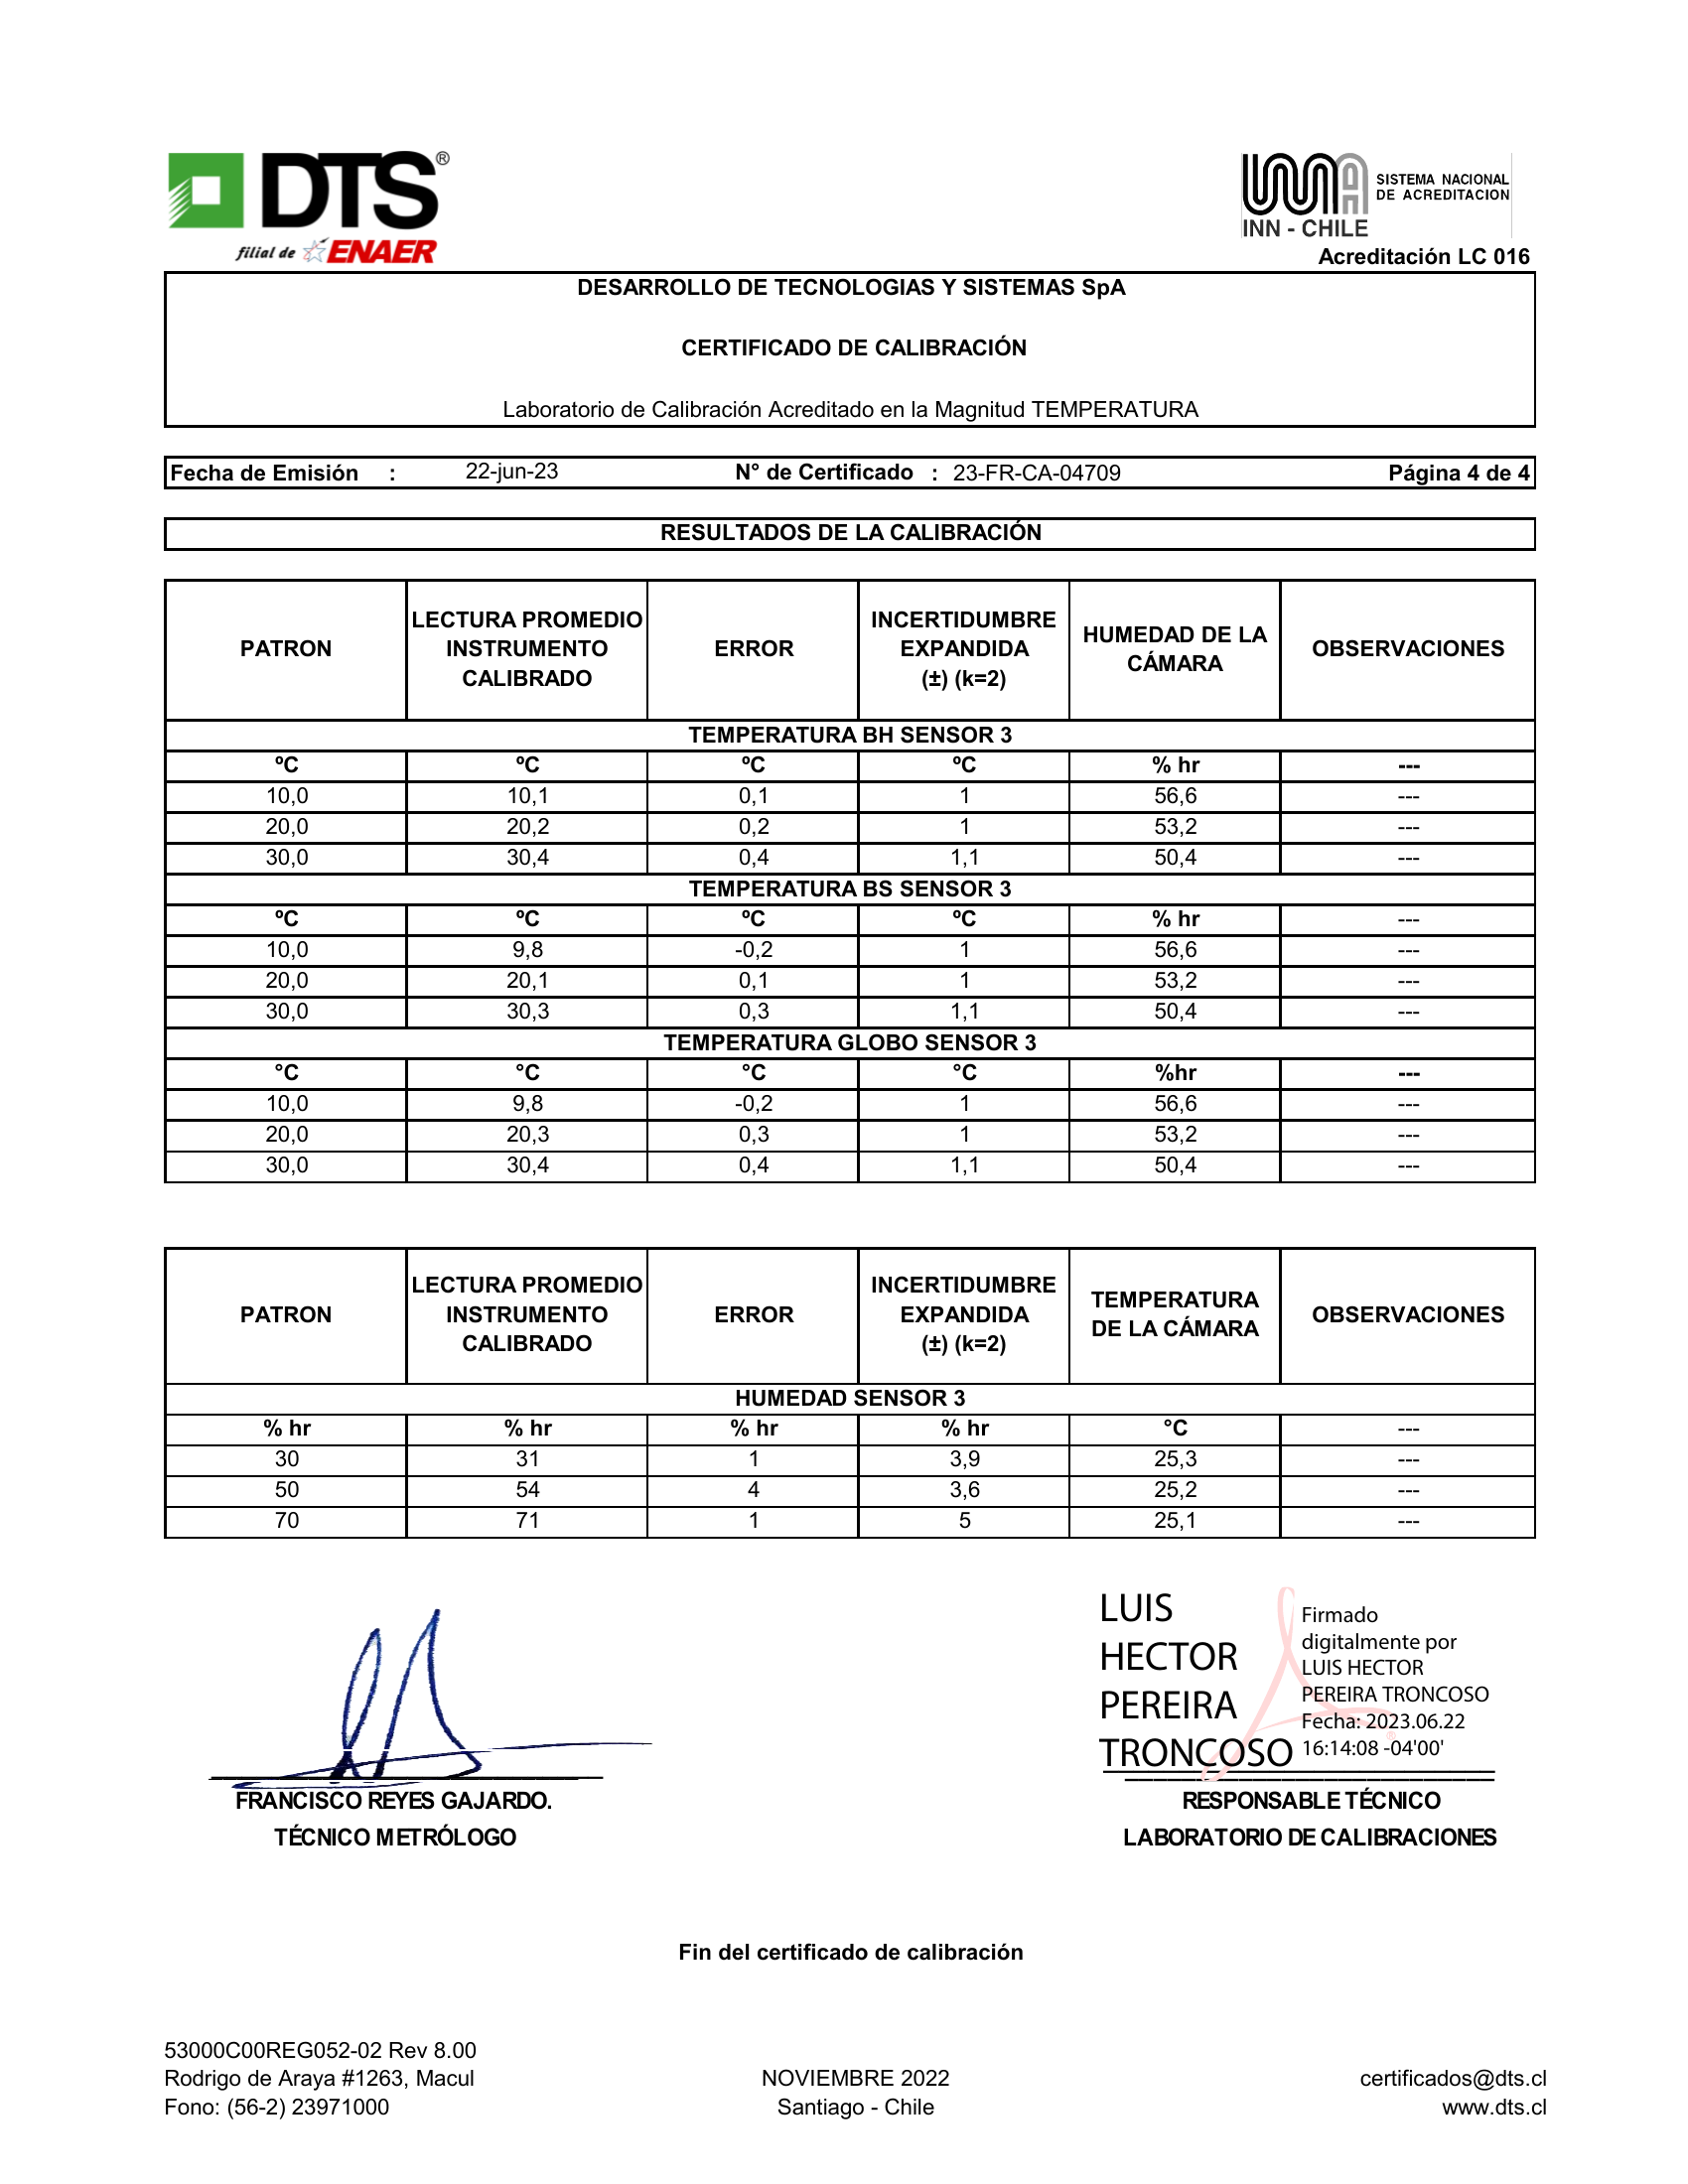 DTS®
filial de ENAER
SISTEMA NACIONAL
DE ACREDITACION
INN - CHILE
Acreditación LC 016
DESARROLLO DE TECNOLOGIAS Y SISTEMAS SpA
CERTIFICADO DE CALIBRACIÓN
Laboratorio de Calibración Acreditado en la Magnitud TEMPERATURA
Fecha de Emisión : 22-jun-23 N° de Certificado : 23-FR-CA-04709 Página 4 de 4
RESULTADOS DE LA CALIBRACIÓN
PATRON LECTURA PROMEDIO INSTRUMENTO CALIBRADO ERROR INCERTIDUMBRE EXPANDIDA (±) (k=2) HUMEDAD DE LA CÁMARA OBSERVACIONES
TEMPERATURA BH SENSOR 3
ºC ºC ºC ºC % hr ---
10,0 10,1 0,1 1 56,6 ---
20,0 20,2 0,2 1 53,2 ---
30,0 30,4 0,4 1,1 50,4 ---
TEMPERATURA BS SENSOR 3
ºC ºC ºC ºC % hr ---
10,0 9,8 -0,2 1 56,6 ---
20,0 20,1 0,1 1 53,2 ---
30,0 30,3 0,3 1,1 50,4 ---
TEMPERATURA GLOBO SENSOR 3
°C °C °C °C %hr ---
10,0 9,8 -0,2 1 56,6 ---
20,0 20,3 0,3 1 53,2 ---
30,0 30,4 0,4 1,1 50,4 ---
PATRON LECTURA PROMEDIO INSTRUMENTO CALIBRADO ERROR INCERTIDUMBRE EXPANDIDA (±) (k=2) TEMPERATURA DE LA CÁMARA OBSERVACIONES
HUMEDAD SENSOR 3
% hr % hr % hr % hr °C ---
30 31 1 3,9 25,3 ---
50 54 4 3,6 25,2 ---
70 71 1 5 25,1 ---
LUIS
HECTOR
PEREIRA
TRONCOSO
Firmado
digitalmente por
LUIS HECTOR
PEREIRA TRONCOSO
Fecha: 2023.06.22
16:14:08 -04'00'
FRANCISCO REYES GAJARDO.
TÉCNICO METRÓLOGO
RESPONSABLE TÉCNICO
LABORATORIO DE CALIBRACIONES
Fin del certificado de calibración
53000C00REG052-02 Rev 8.00
Rodrigo de Araya #1263, Macul NOVIEMBRE 2022 certificados@dts.cl
Fono: (56-2) 23971000 Santiago - Chile www.dts.cl